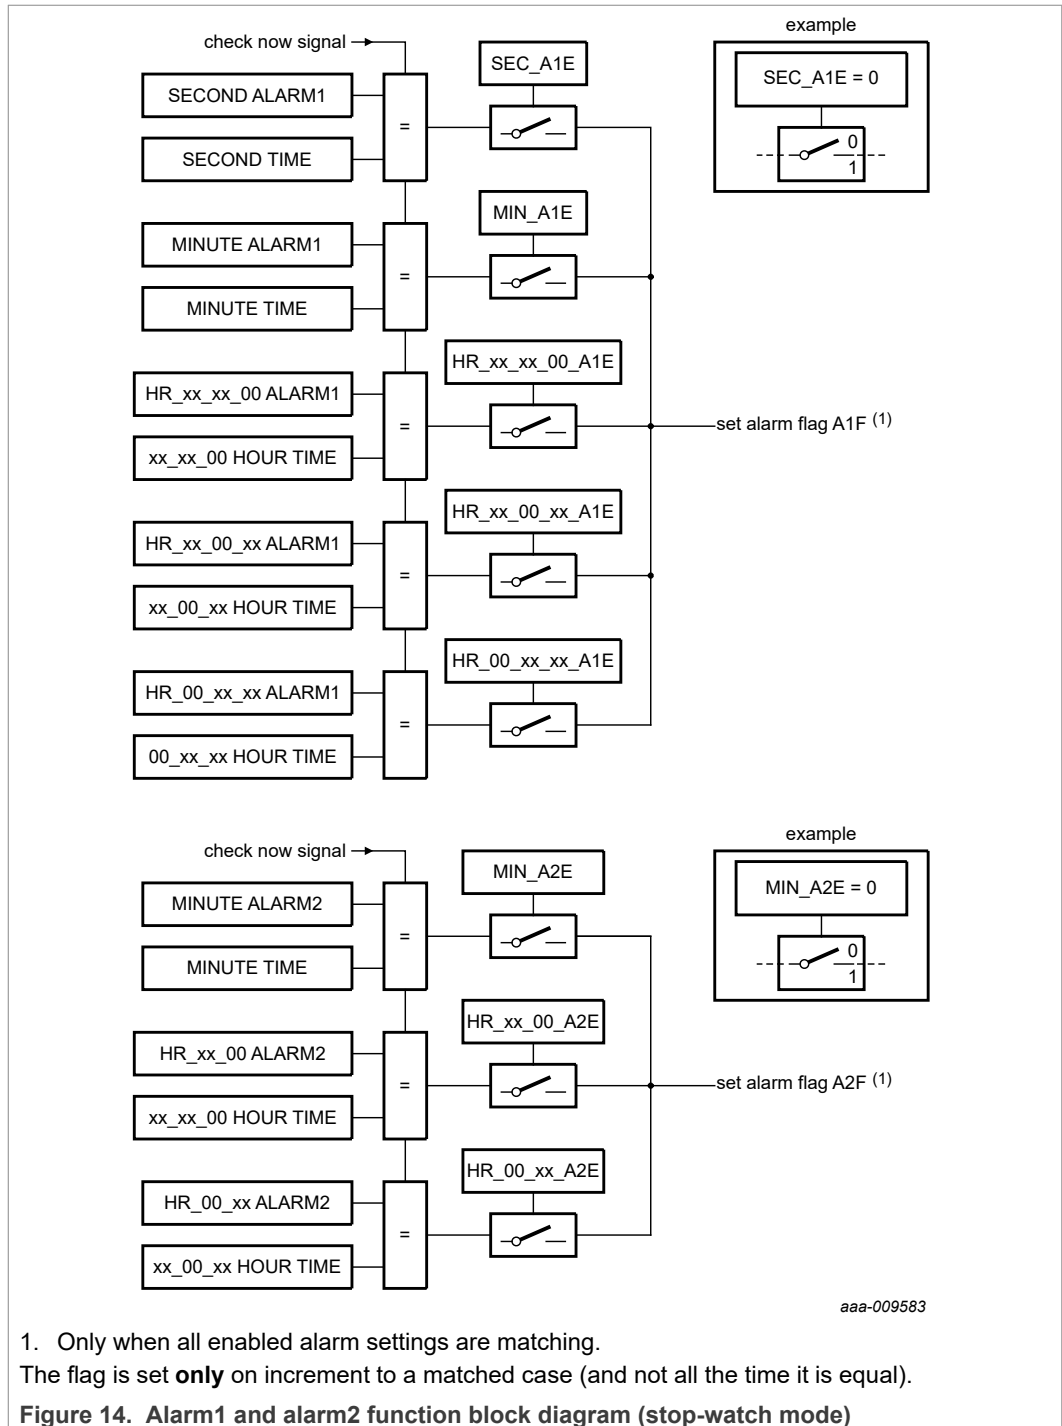 example
check now signal
SEC_A1E
SEC_A1E = 0
SECOND ALARM1
=
0
1
SECOND TIME
MIN_A1E
MINUTE ALARM1
=
MINUTE TIME
HR_xx_xx_00_A1E
HR_xx_xx_00 ALARM1
=
set alarm flag A1F (1)
xx_xx_00 HOUR TIME
HR_xx_00_xx_A1E
HR_xx_00_xx ALARM1
=
xx_00_xx HOUR TIME
HR_00_xx_xx_A1E
HR_00_xx_xx ALARM1
=
00_xx_xx HOUR TIME
example
check now signal
MIN_A2E
MIN_A2E = 0
MINUTE ALARM2
=
0
1
MINUTE TIME
HR_xx_00_A2E
HR_xx_00 ALARM2
=
set alarm flag A2F (1)
xx_xx_00 HOUR TIME
HR_00_xx_A2E
HR_00_xx ALARM2
=
xx_00_xx HOUR TIME
aaa-009583
1. Only when all enabled alarm settings are matching.
The flag is set only on increment to a matched case (and not all the time it is equal).
Figure 14. Alarm1 and alarm2 function block diagram (stop-watch mode)